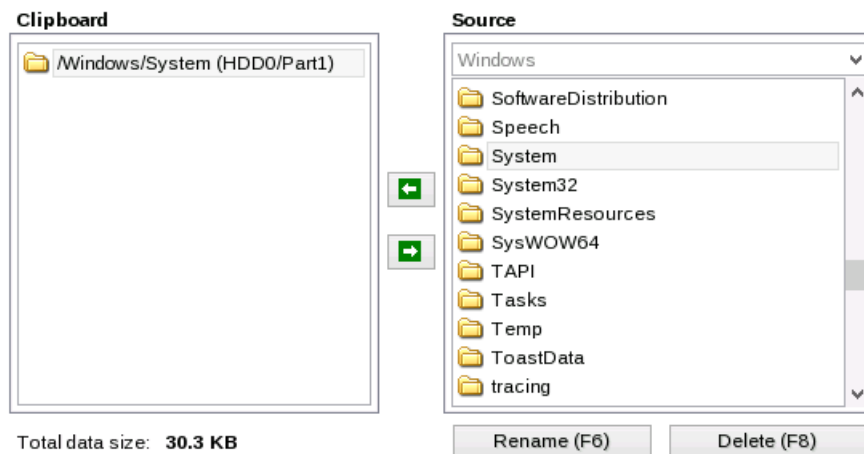 Clipboard
/Windows/System (HDD0/Part1)
Total data size: 30.3 KB
Source
Windows
SoftwareDistribution
Speech
System
System32
SystemResources
SysWOW64
TAPI
Tasks
Temp
ToastData
tracing
Rename (F6)
Delete (F8)